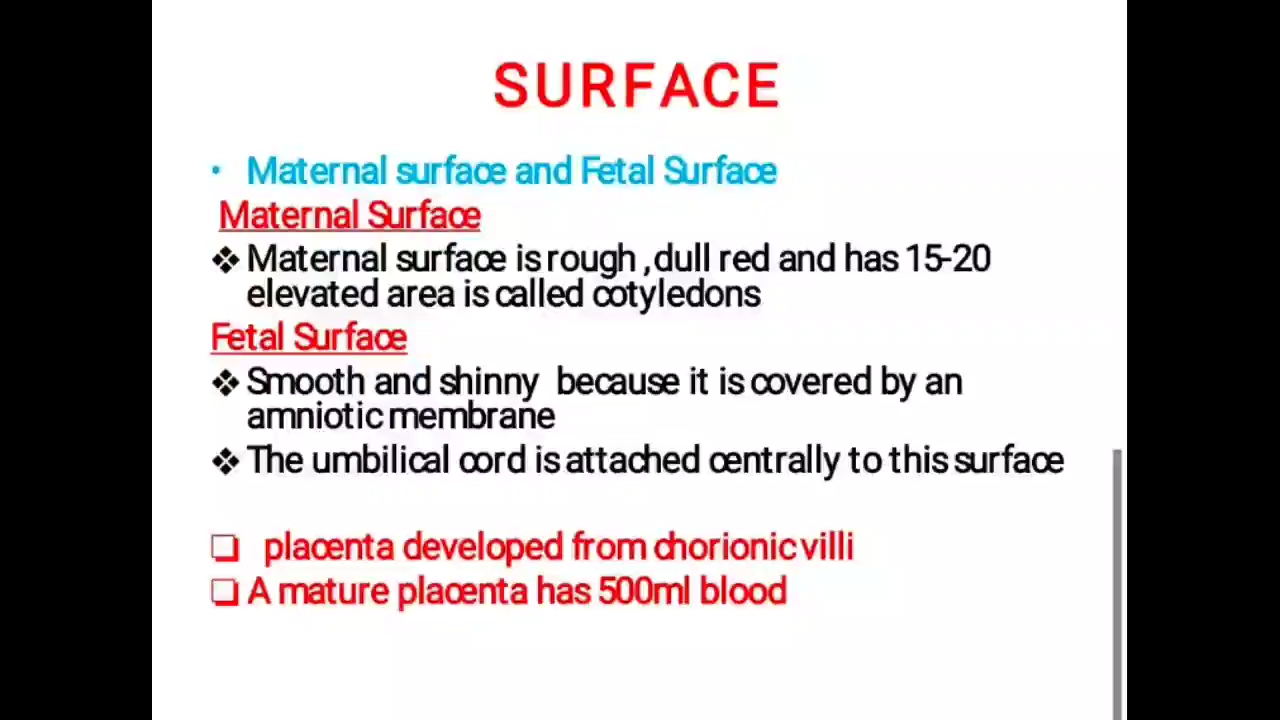 SURFACE
• Maternal surface and Fetal Surface
Maternal Surface
❖ Maternal surface is rough ,dull red and has 15-20
elevated area is called cotyledons
Fetal Surface
❖ Smooth and shinny because it is covered by an
amniotic membrane
❖ The umbilical cord is attached centrally to this surface
❑ placenta developed from chorionic villi
❑ A mature placenta has 500ml blood